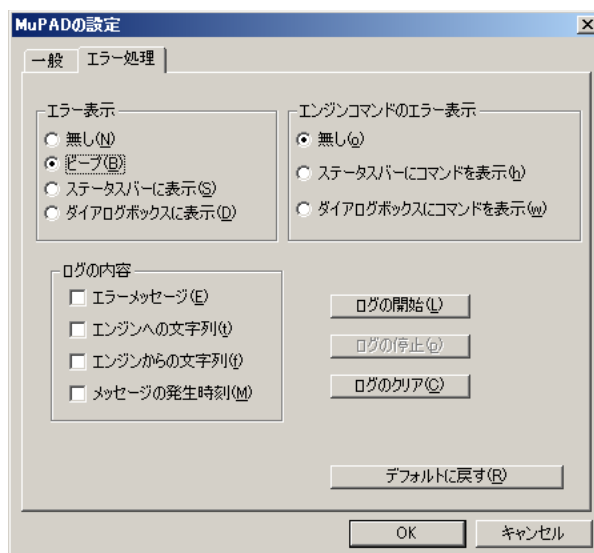 MuPADの設定
一般 エラー処理
エラー表示
無し(N)
ビープ(B)
ステータスバーに表示(S)
ダイアログボックスに表示(D)
エンジンコマンドのエラー表示
無し(o)
ステータスバーにコマンドを表示(h)
ダイアログボックスにコマンドを表示(w)
ログの内容
エラーメッセージ(E)
エンジンへの文字列(t)
エンジンからの文字列(f)
メッセージの発生時刻(M)
ログの開始(L)
ログの停止(p)
ログのクリア(C)
デフォルトに戻す(R)
OK キャンセル